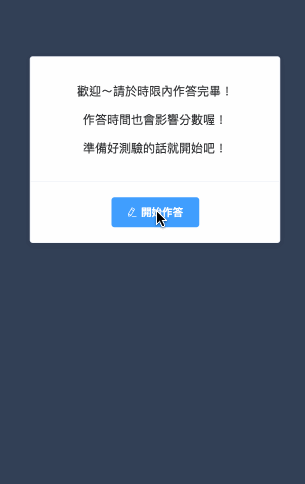 歡迎～請於時限內作答完畢！
作答時間也會影響分數喔！
準備好測驗的話就開始吧！
開始作答